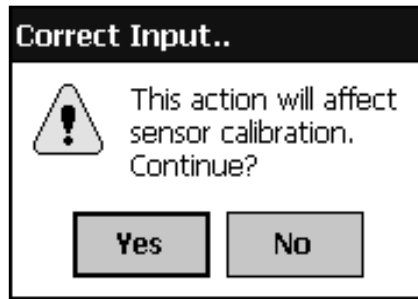 Correct Input..
This action will affect
sensor calibration.
Continue?
Yes
No